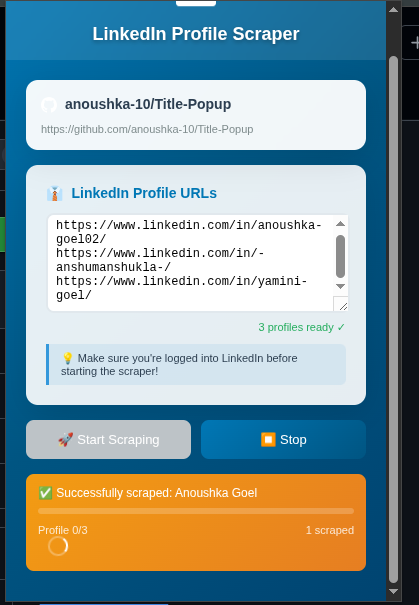 LinkedIn Profile Scraper
anoushka-10/Title-Popup
https://github.com/anoushka-10/Title-Popup
👔 LinkedIn Profile URLs
https://www.linkedin.com/in/anoushka-
goel02/
https://www.linkedin.com/in/-
anshumanshukla-/
https://www.linkedin.com/in/yamini-
goel/
3 profiles ready ✓
💡 Make sure you're logged into LinkedIn before
starting the scraper!
🚀 Start Scraping
⏹️ Stop
✅ Successfully scraped: Anoushka Goel
Profile 0/3
1 scraped